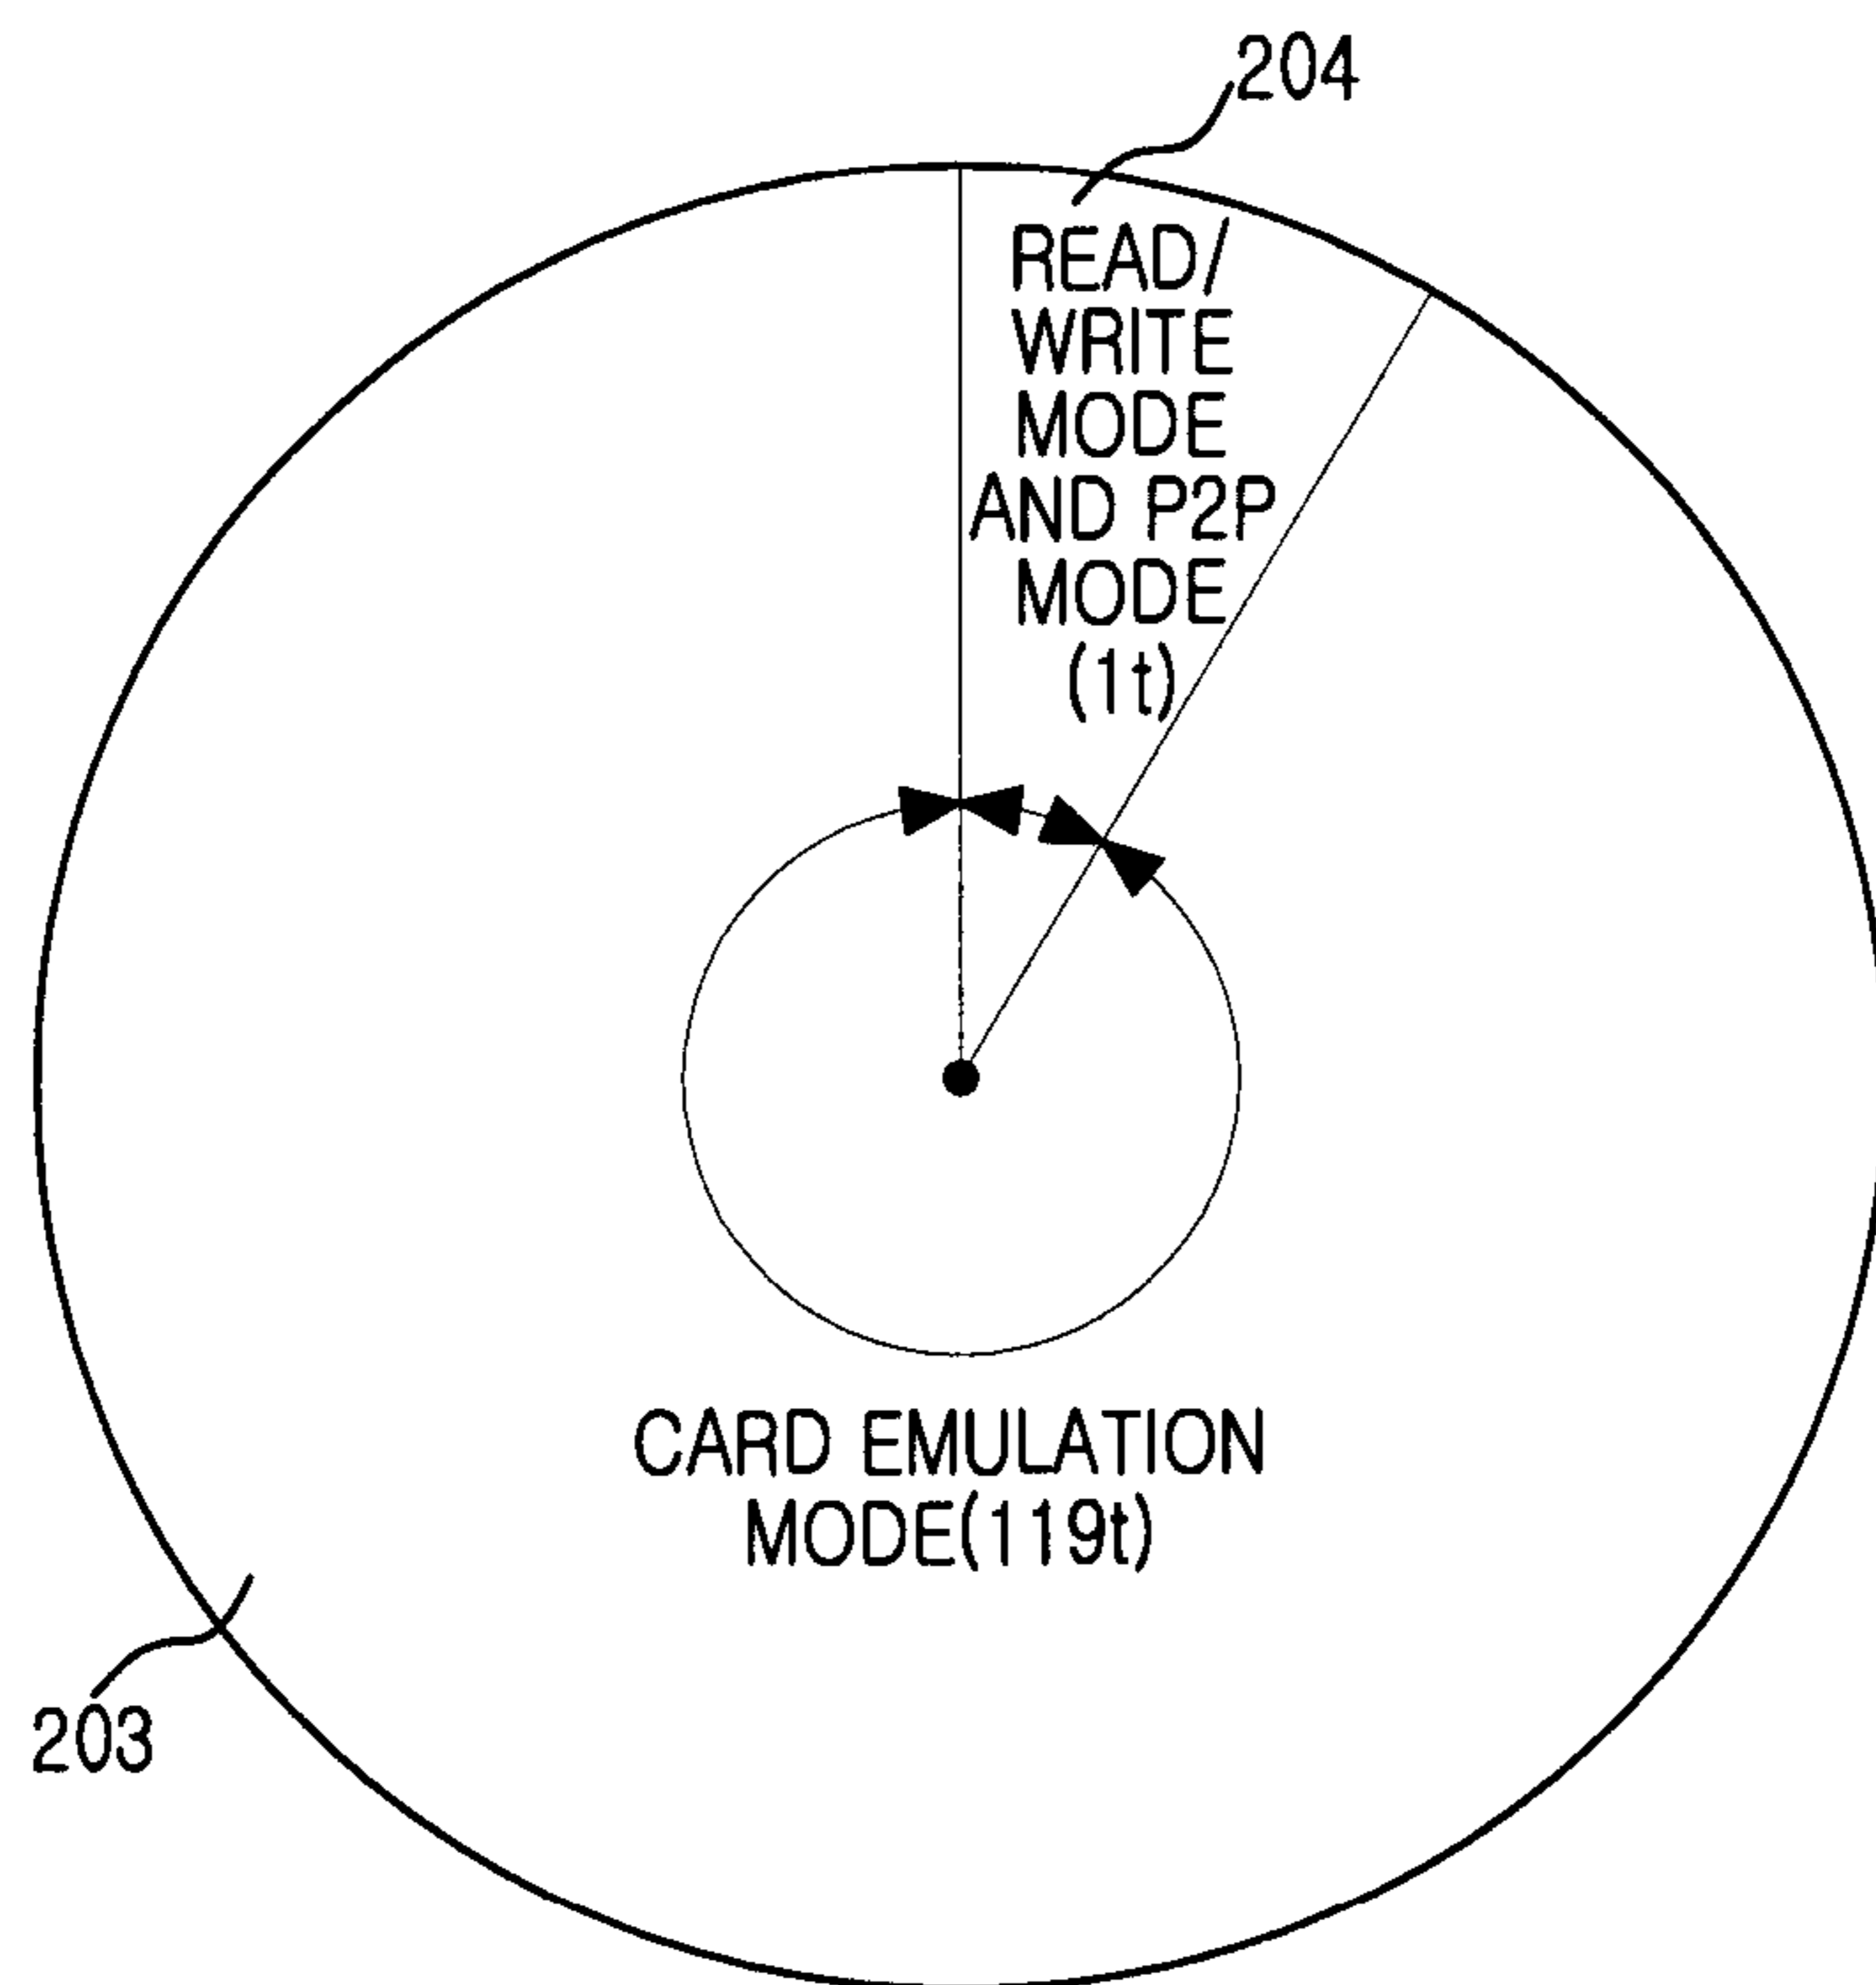 204
READ/
WRITE
MODE
AND P2P
MODE
(1t)
CARD EMULATION
MODE(119t)
203